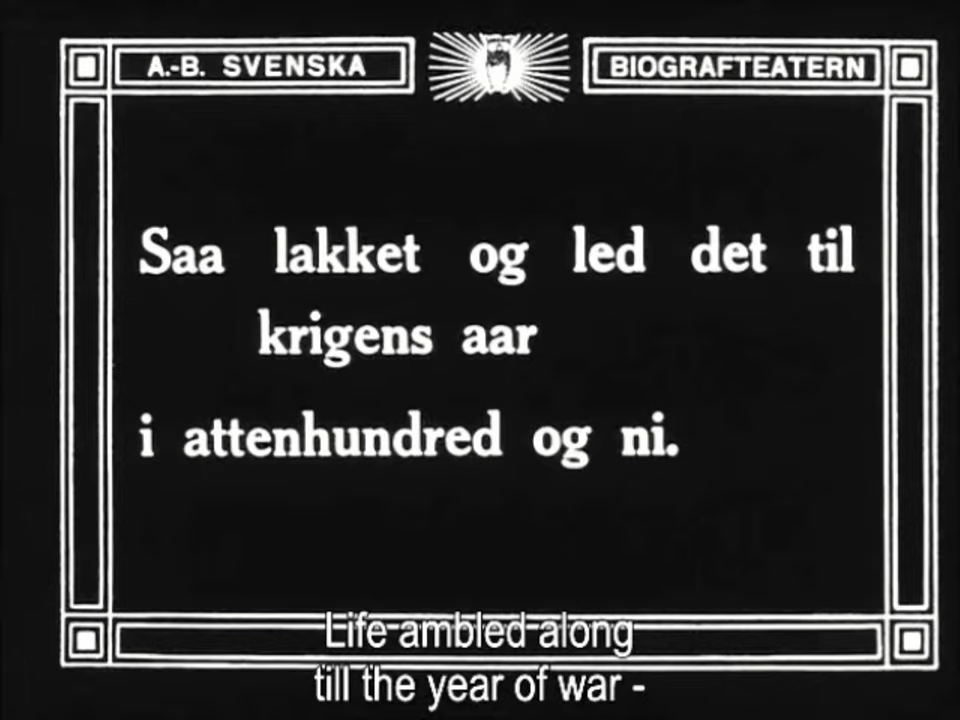 A.-B. SVENSKA BIOGRAFTEATERN
Saa lakket og led det til
krigens aar
i attenhundred og ni.
Life ambled along
till the year of war -